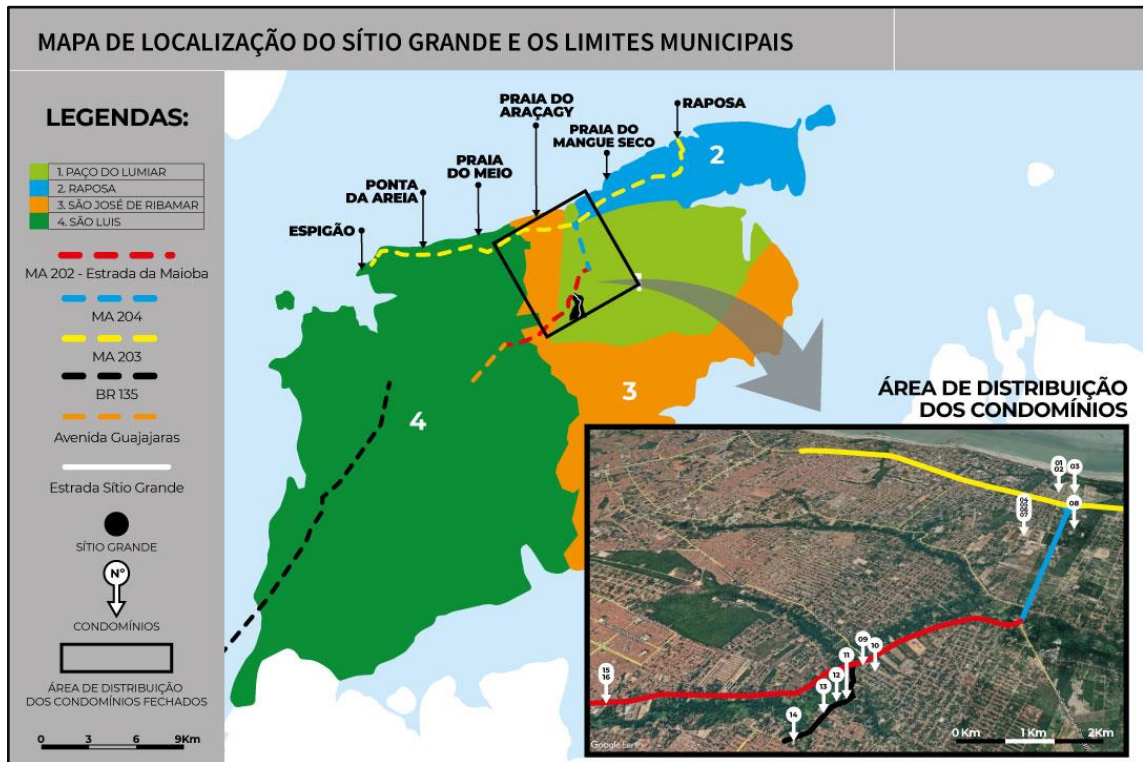 MAPA DE LOCALIZAÇÃO DO SÍTIO GRANDE E OS LIMITES MUNICIPAIS
LEGENDAS:
1. PAÇO DO LUMIAR
2. RAPOSA
3. SÃO JOSÉ DE RIBAMAR
4. SÃO LUIS
MA 202 - Estrada da Maioba
MA 204
MA 203
BR 135
Avenida Guajajaras
Estrada Sítio Grande
SÍTIO GRANDE
Nº
CONDOMÍNIOS
ÁREA DE DISTRIBUIÇÃO
DOS CONDOMÍNIOS FECHADOS
0 3 6 9Km
ESPIGÃO
PONTA
DA AREIA
PRAIA
DO MEIO
PRAIA DO
ARAÇAGY
PRAIA DO
MANGUE SECO
RAPOSA
2
3
4
ÁREA DE DISTRIBUIÇÃO
DOS CONDOMÍNIOS
01
02
03
08
09
10
11
12
13
14
15
16
Google Earth
0 Km 1 Km 2Km